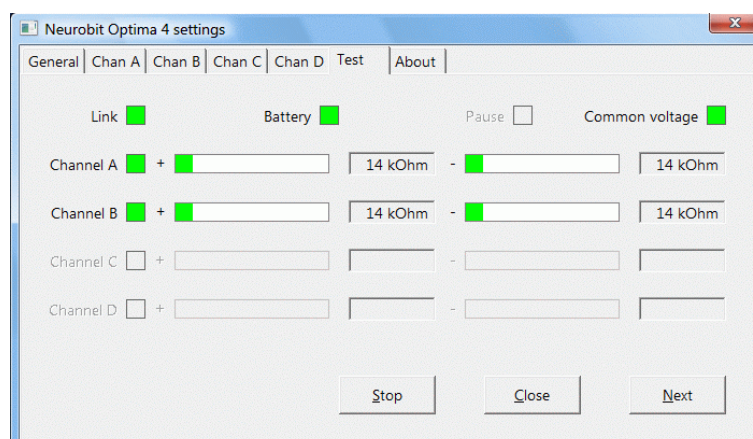 Neurobit Optima 4 settings
General Chan A Chan B Chan C Chan D Test About
Link Battery Pause Common voltage
Channel A + 14 kOhm - 14 kOhm
Channel B + 14 kOhm - 14 kOhm
Channel C + -
Channel D + -
Stop Close Next